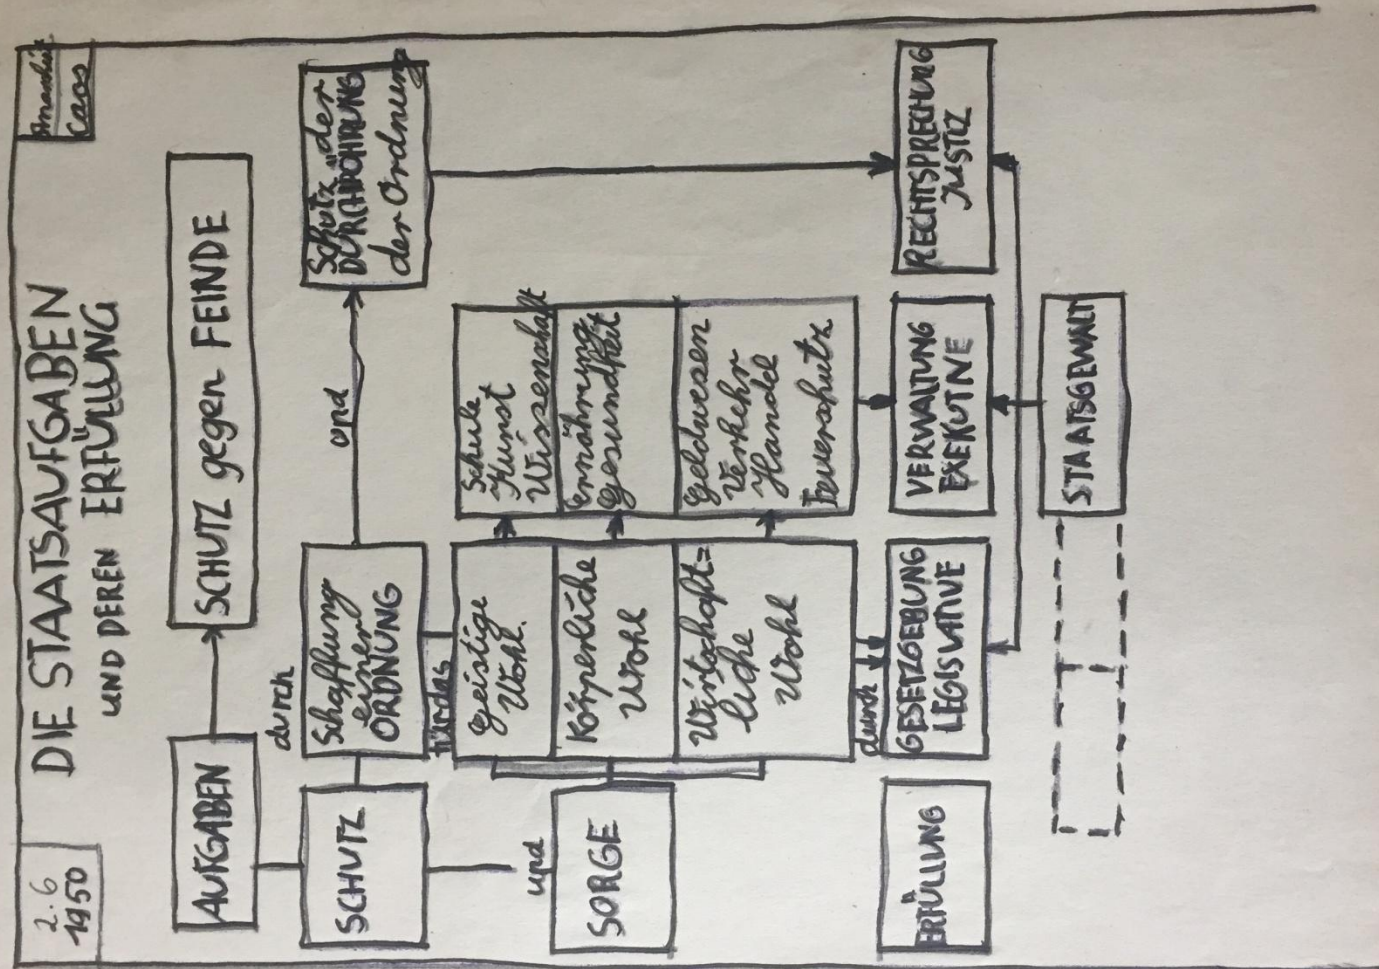 2.6
1950
DIE STAATSAUFGABEN
UND DEREN ERFÜLLUNG
Caos
AUFGABEN
SCHUTZ gegen FEINDE
durch
SCHUTZ
Schaffung
einer
ORDNUNG
und
Schutz der
DURCHFÜHRUNG
der Ordnung
und
für das
SORGE
Geistige
Wohl.
Schule
Kunst
Wissenschaft
Körperliche
Wohl
Ernährung
Gesundheit
Wirtschaft=
liche
Wohl
Geldwesen
Verkehr
Handel
Feuerschutz
durch
ERFÜLLUNG
GESETZGEBUNG
LEGISLATIVE
VERWALTUNG
EXEKUTIVE
RECHTSPRECHUNG
JUSTIZ
STAATSGEWALT